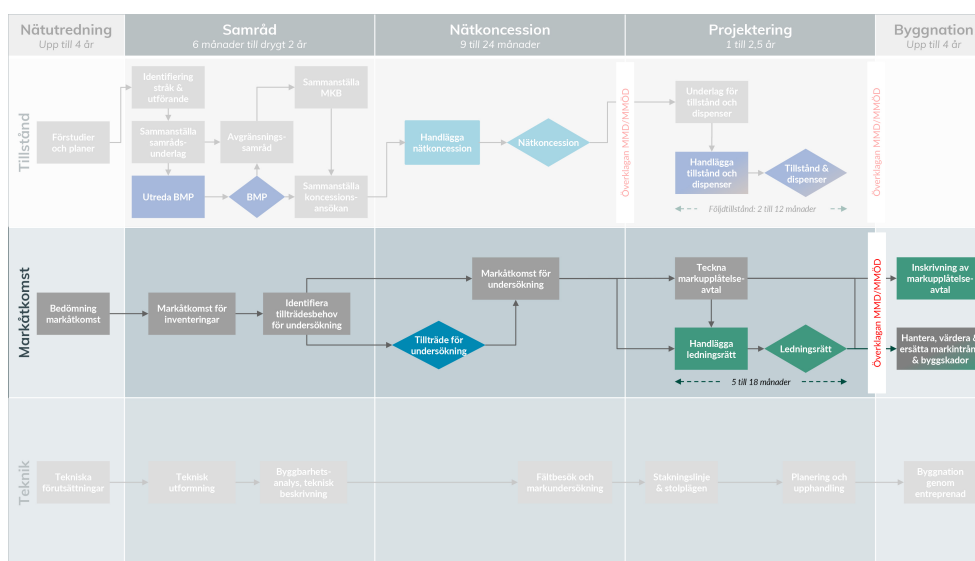 Nätutredning
Upp till 4 år
Samråd
6 månader till drygt 2 år
Nätkoncession
9 till 24 månader
Projektering
1 till 2,5 år
Byggnation
Upp till 4 år
Tillstånd
Förstudier
och planer
Identifiering
stråk &
utförande
Sammanställa
samråds-
underlag
Utreda BMP
Avgränsnings-
samråd
BMP
Sammanställa
MKB
Sammanställa
koncessions-
ansökan
Handlägga
nätkoncession
Nätkoncession
Överklagan MMD/MMÖD
Underlag för
tillstånd och
dispenser
Handlägga
tillstånd och
dispenser
Tillstånd &
dispenser
Följdtillstånd: 2 till 12 månader
Överklagan MMD/MMÖD
Markåtkomst
Bedömning
markåtkomst
Markåtkomst för
inventeringar
Identifiera
tillträdesbehov
för undersökning
Markåtkomst för
undersökning
Tillträde för
undersökning
Teckna
markupplåtelse-
avtal
Handlägga
ledningsrätt
Ledningsrätt
5 till 18 månader
Överklagan MMD/MMÖD
Inskrivning av
markupplåtelse-
avtal
Hantera, värdera &
ersätta markintrån
& byggskador
Teknik
Tekniska
förutsättningar
Teknisk
utformning
Byggbarhets-
analys, teknisk
beskrivning
Fältbesök och
markundersökning
Stakningslinje
& stolplägen
Planering och
upphandling
Byggnation
genom
entreprenad